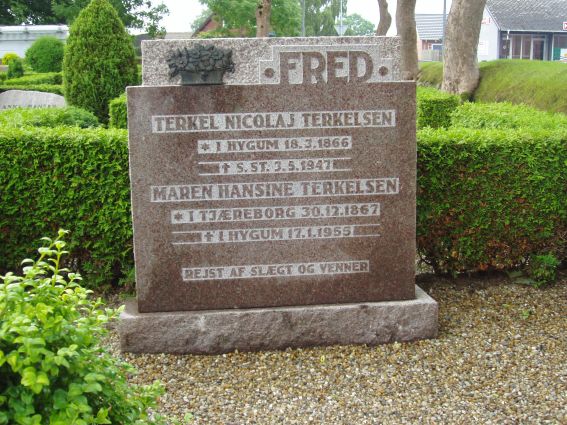 · FRED ·
TERKEL NICOLAJ TERKELSEN
* I HYGUM 18.3.1866
† S.ST. 3.5.1947
MAREN HANSINE TERKELSEN
* I TJÆREBORG 30.12.1867
† I HYGUM 17.1.1955
REJST AF SLÆGT OG VENNER